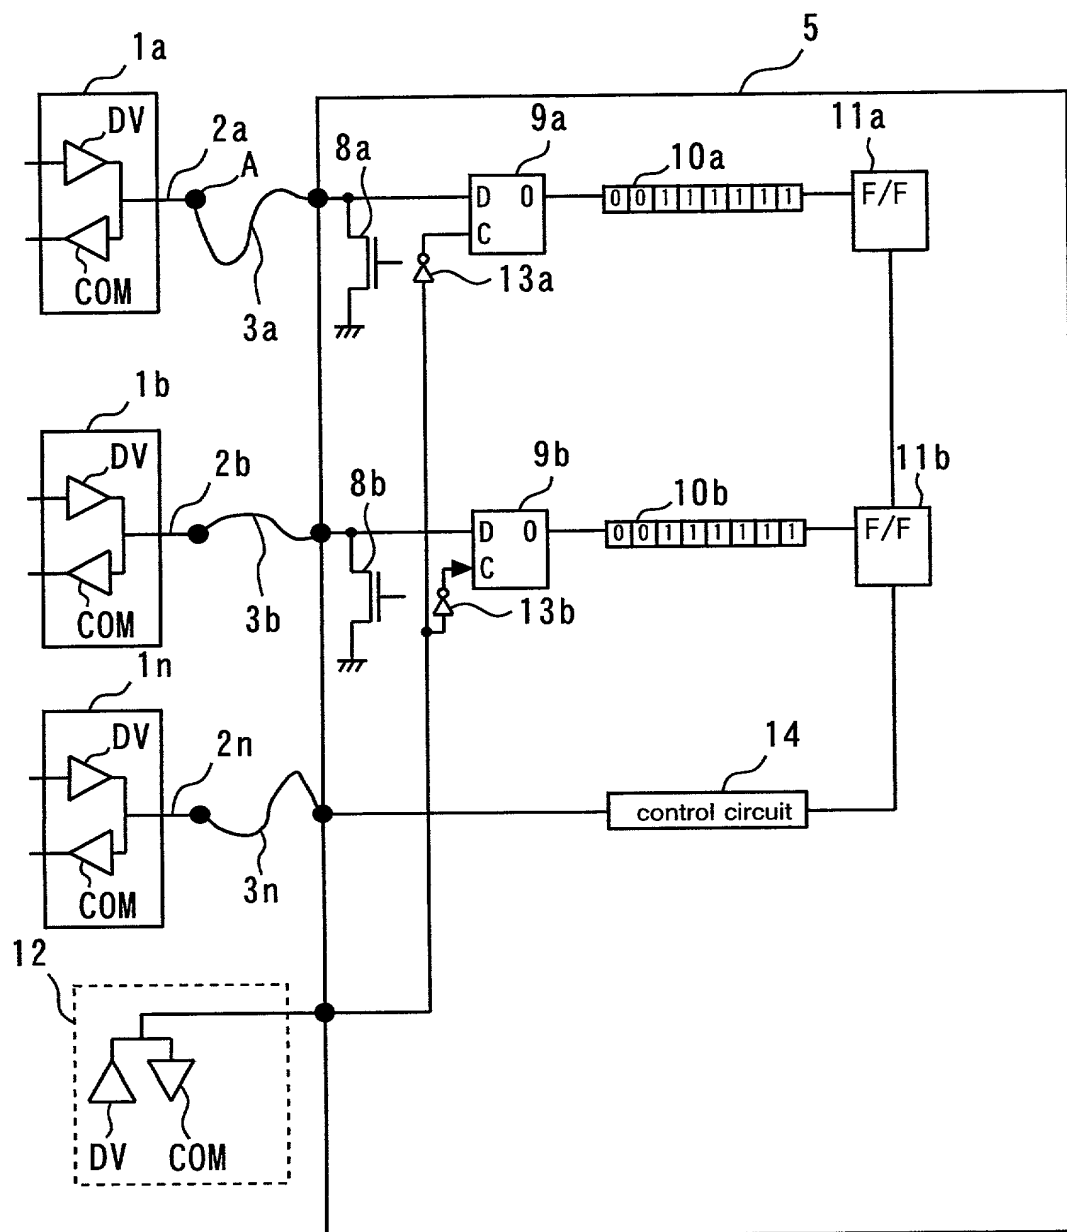 5
1a
DV
2a
A
8a
9a
10a
11a
D 0
C
0 0 1 1 1 1 1 1
F/F
COM
3a
13a
1b
DV
2b
8b
9b
10b
11b
D 0
C
0 0 1 1 1 1 1 1
F/F
COM
3b
13b
1n
DV
2n
14
control circuit
COM
3n
12
DV COM